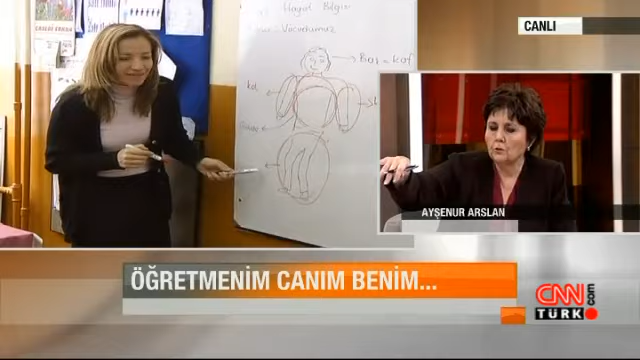 CANLI
Hayat Bilgisi
Vücudumuz
Baş
kol
AYŞENUR ARSLAN
ÖĞRETMENİM CANIM BENİM...
CNN
TÜRK
.com